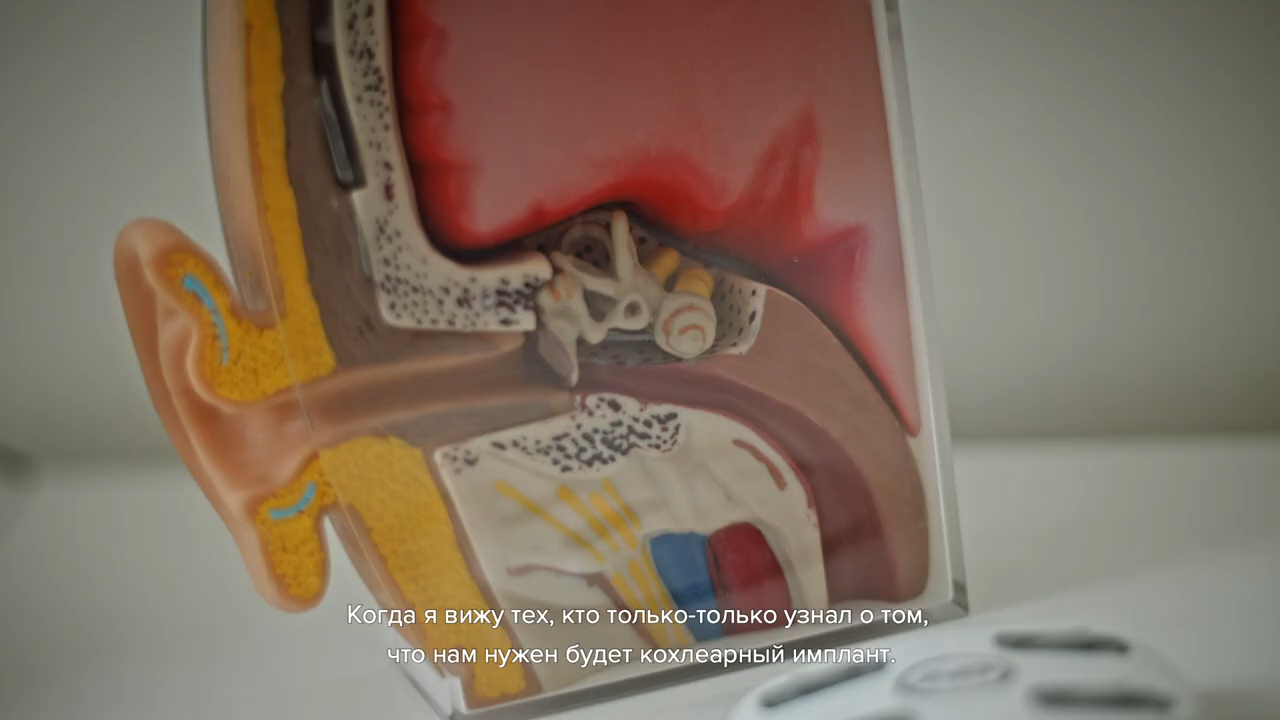 Когда я вижу тех, кто только-только узнал о том,
что нам нужен будет кохлеарный имплант.